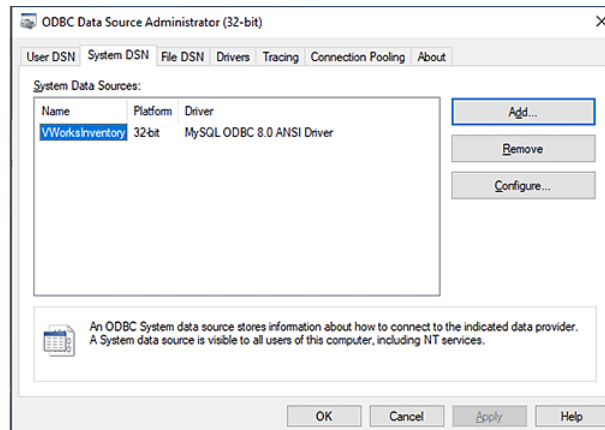 ODBC Data Source Administrator (32-bit)
User DSN System DSN File DSN Drivers Tracing Connection Pooling About
System Data Sources:
Name Platform Driver
VWorksInventory 32-bit MySQL ODBC 8.0 ANSI Driver
Add...
Remove
Configure...
An ODBC System data source stores information about how to connect to the indicated data provider.
A System data source is visible to all users of this computer, including NT services.
OK Cancel Apply Help